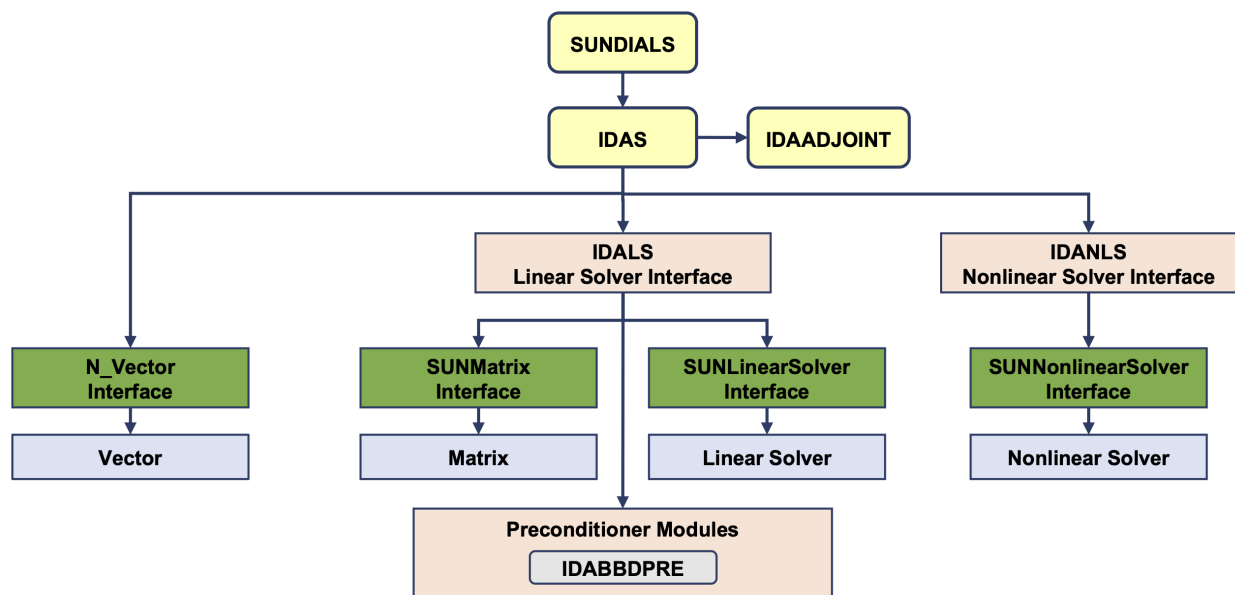 SUNDIALS
IDAS
IDAADJOINT
IDALS
Linear Solver Interface
IDANLS
Nonlinear Solver Interface
N_Vector
Interface
SUNMatrix
Interface
SUNLinearSolver
Interface
SUNNonlinearSolver
Interface
Vector
Matrix
Linear Solver
Nonlinear Solver
Preconditioner Modules
IDABBDPRE